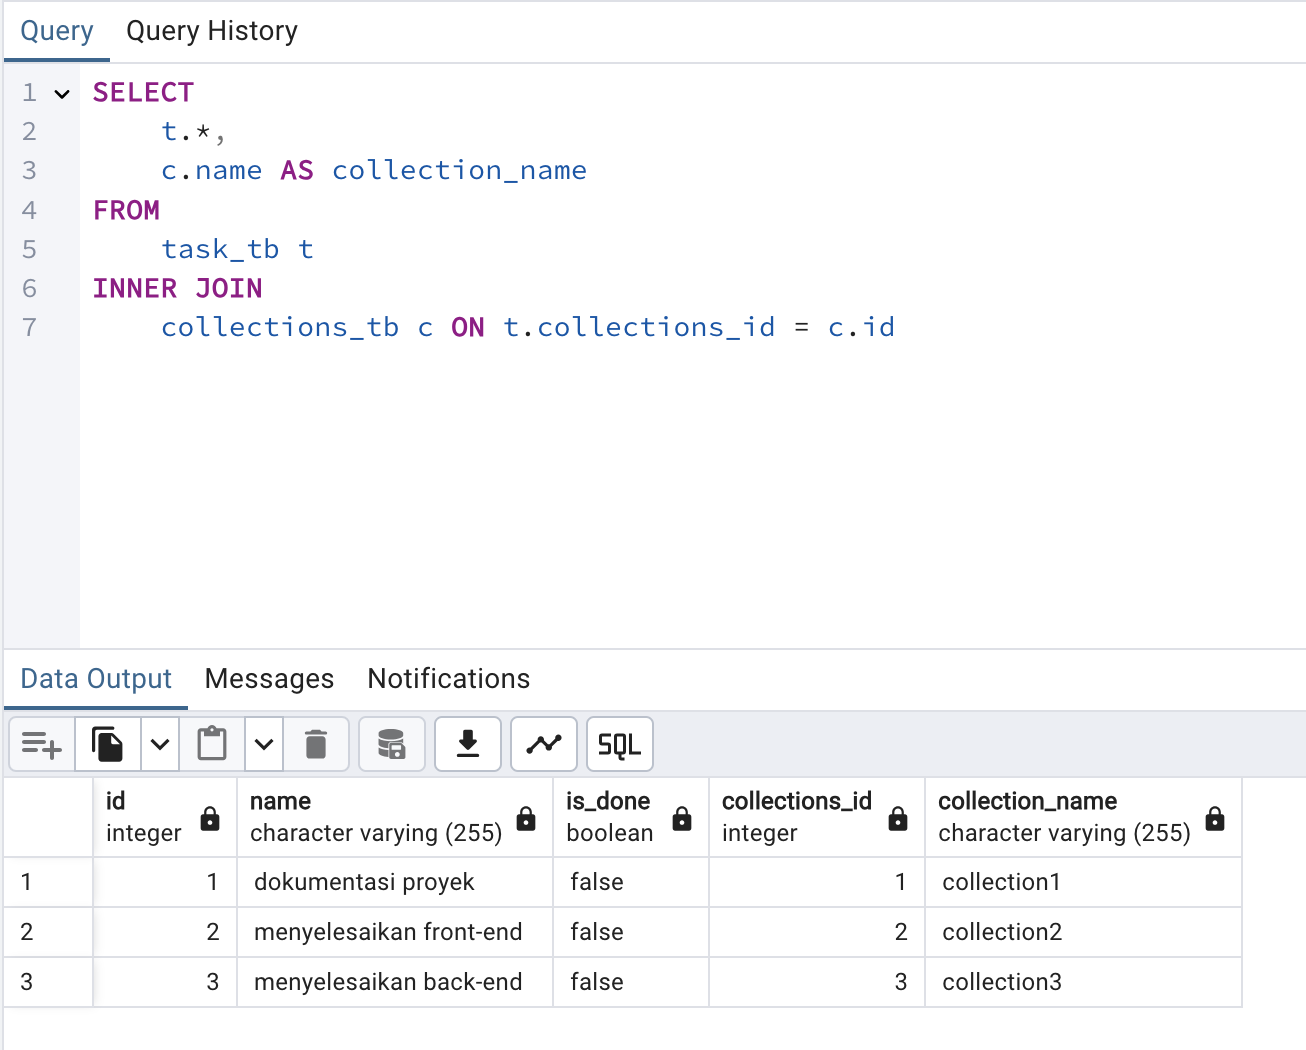 Query Query History
1 SELECT
2 t.*,
3 c.name AS collection_name
4 FROM
5 task_tb t
6 INNER JOIN
7 collections_tb c ON t.collections_id = c.id
Data Output Messages Notifications
SQL
id name is_done collections_id collection_name
integer character varying (255) boolean integer character varying (255)
1 1 dokumentasi proyek false 1 collection1
2 2 menyelesaikan front-end false 2 collection2
3 3 menyelesaikan back-end false 3 collection3